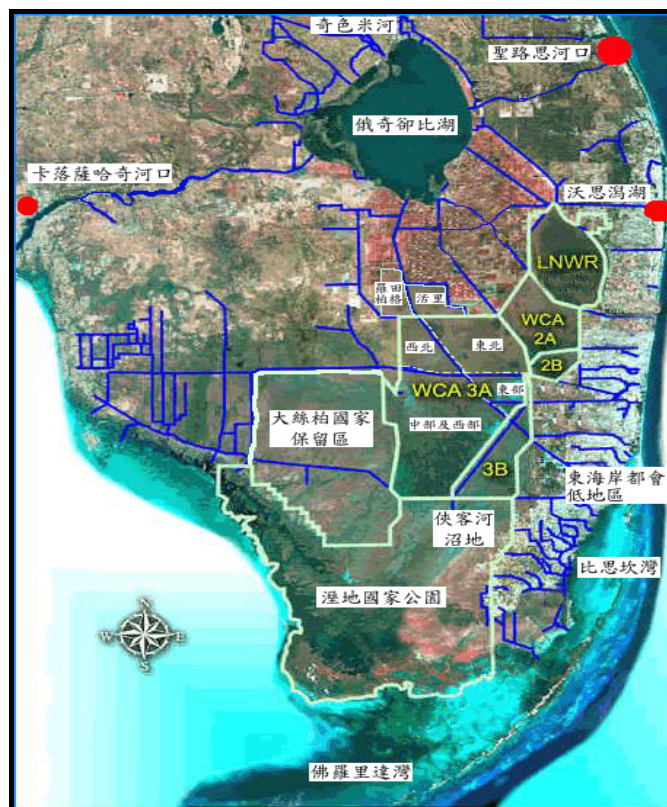 奇色米河
聖路思河口
俄奇卻比湖
卡落薩哈奇河口
沃思潟湖
LNWR
羅田
柏格
活里
WCA
2A
西北
東北
2B
WCA 3A
東部
大絲柏國家
保留區
中部及西部
3B
東海岸都會
低地區
俠客河
沼地
比思坎灣
溼地國家公園
N
W
E
S
佛羅里達灣